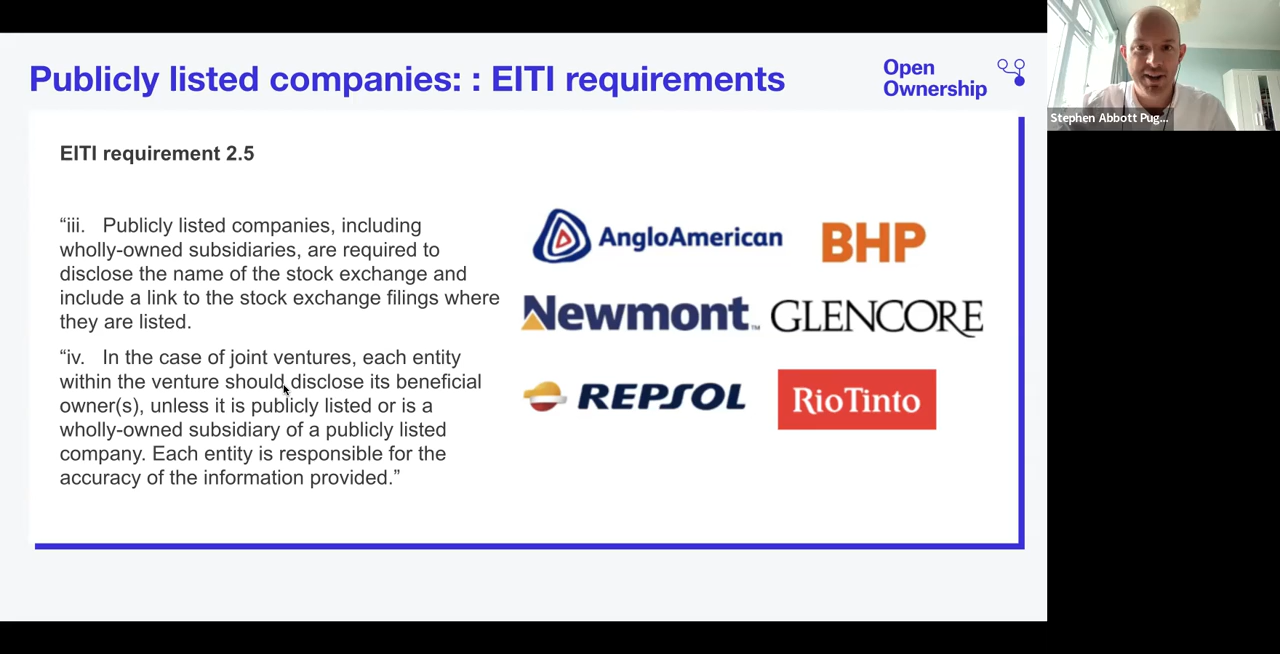 Publicly listed companies: : EITI requirements
Open
Ownership
Stephen Abbott Pug...
EITI requirement 2.5
“iii. Publicly listed companies, including
wholly-owned subsidiaries, are required to
disclose the name of the stock exchange and
include a link to the stock exchange filings where
they are listed.
“iv. In the case of joint ventures, each entity
within the venture should disclose its beneficial
owner(s), unless it is publicly listed or is a
wholly-owned subsidiary of a publicly listed
company. Each entity is responsible for the
accuracy of the information provided.”
AngloAmerican
BHP
Newmont™
GLENCORE
REPSOL
RioTinto